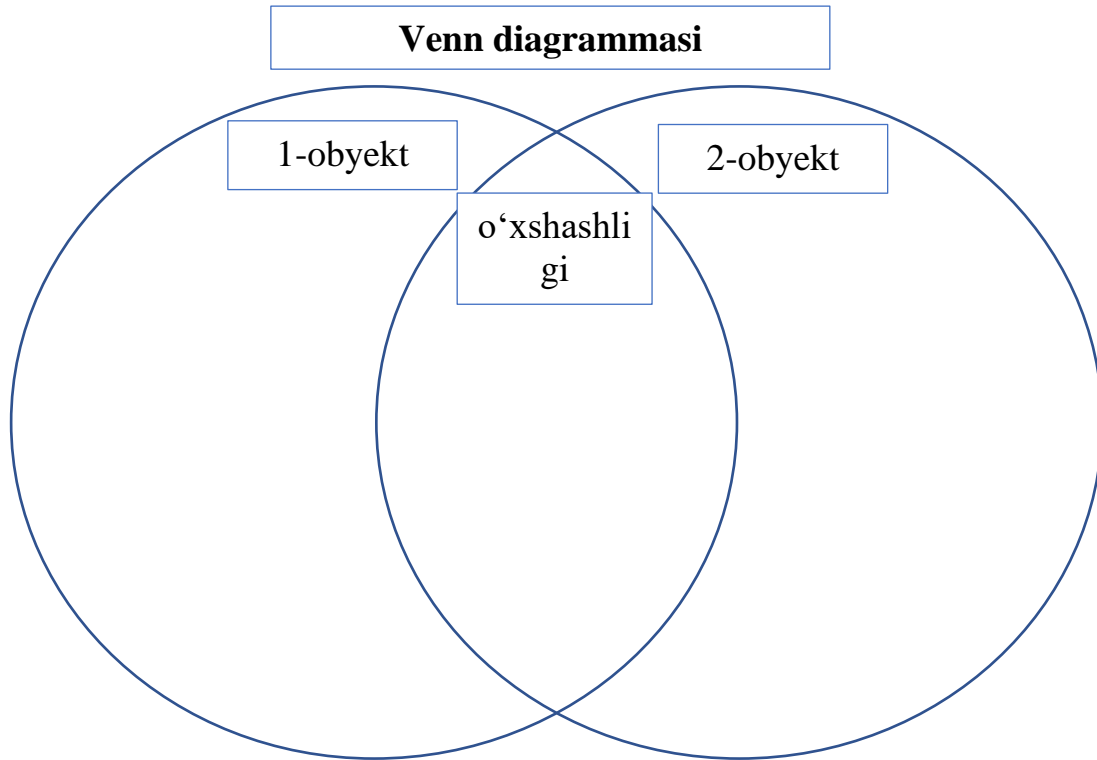 Venn diagrammasi
1-obyekt
2-obyekt
o‘xshashli
gi